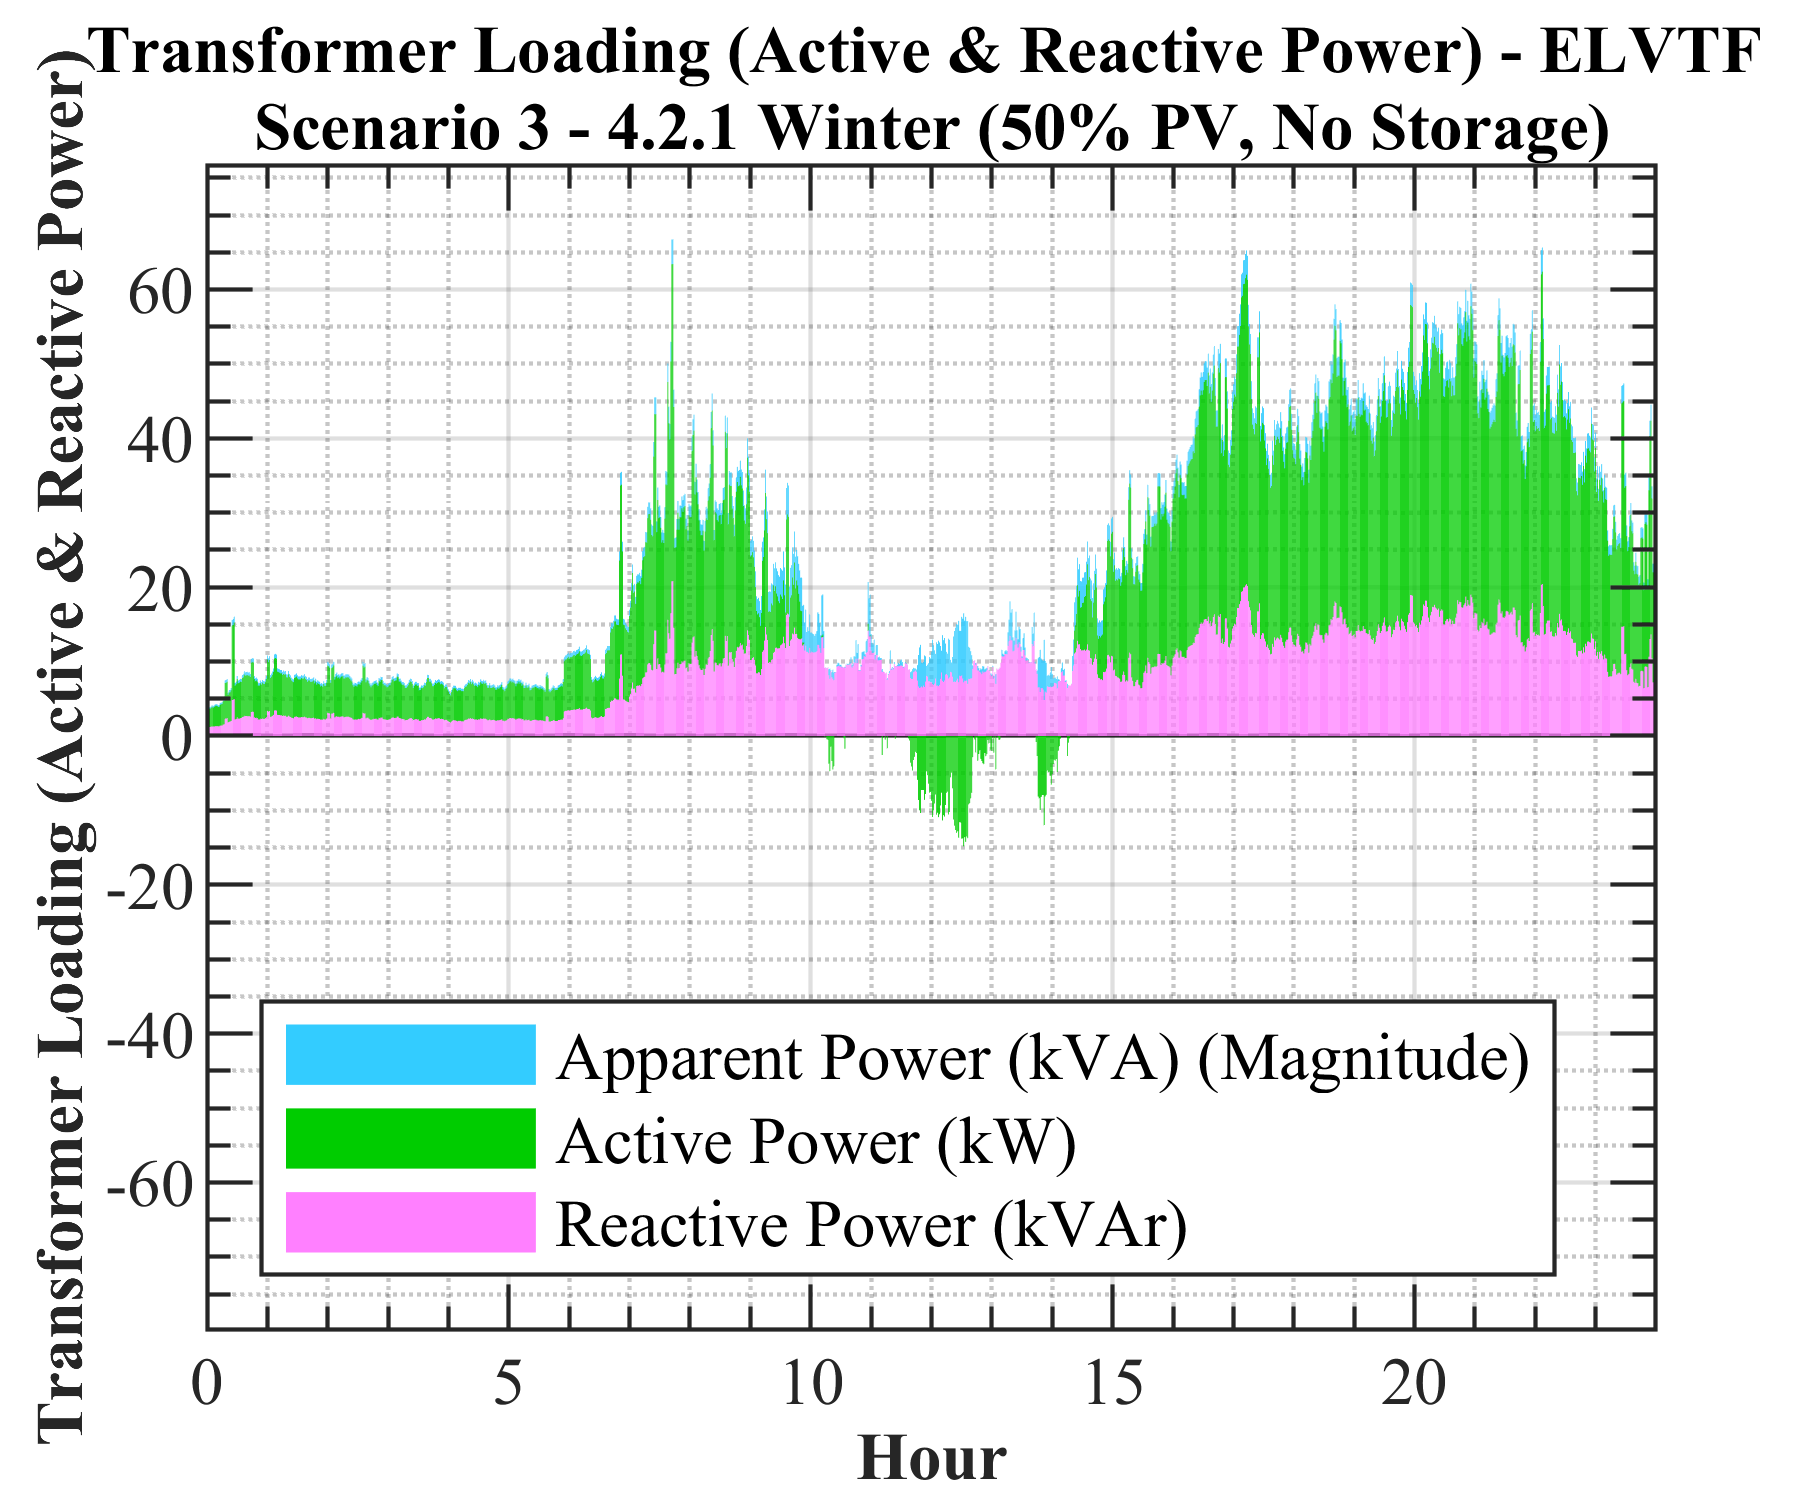 Transformer Loading (Active & Reactive Power) - ELVTF
Scenario 3 - 4.2.1 Winter (50% PV, No Storage)
Transformer Loading (Active & Reactive Power)
60
40
20
0
-20
-40
-60
Apparent Power (kVA) (Magnitude)
Active Power (kW)
Reactive Power (kVAr)
0 5 10 15 20
Hour